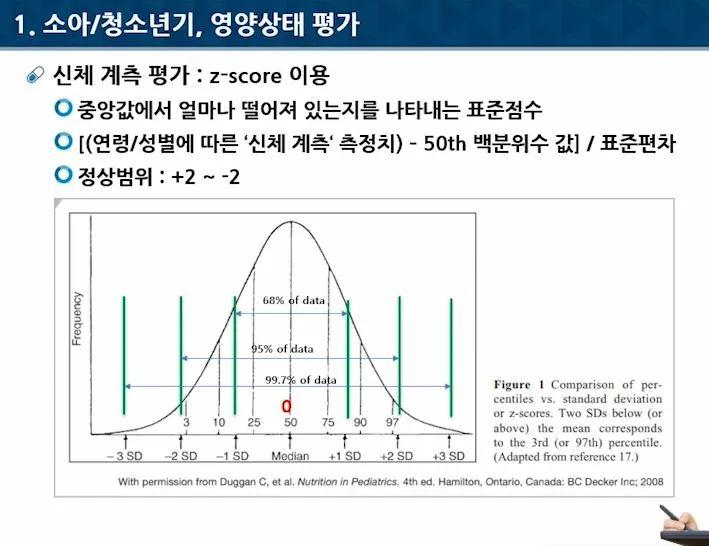 1. 소아/청소년기, 영양상태 평가
신체 계측 평가 : z-score 이용
중앙값에서 얼마나 떨어져 있는지를 나타내는 표준점수
[(연령/성별에 따른 '신체 계측' 측정치) - 50th 백분위수 값] / 표준편차
정상범위 : +2 ~ -2
Frequency
68% of data
95% of data
99.7% of data
0
3 10 25 50 75 90 97
-3 SD -2 SD -1 SD Median +1 SD +2 SD +3 SD
Figure 1 Comparison of per-
centiles vs. standard deviation
or z-scores. Two SDs below (or
above) the mean corresponds
to the 3rd (or 97th) percentile.
(Adapted from reference 17.)
With permission from Duggan C, et al. Nutrition in Pediatrics. 4th ed. Hamilton, Ontario, Canada: BC Decker Inc; 2008